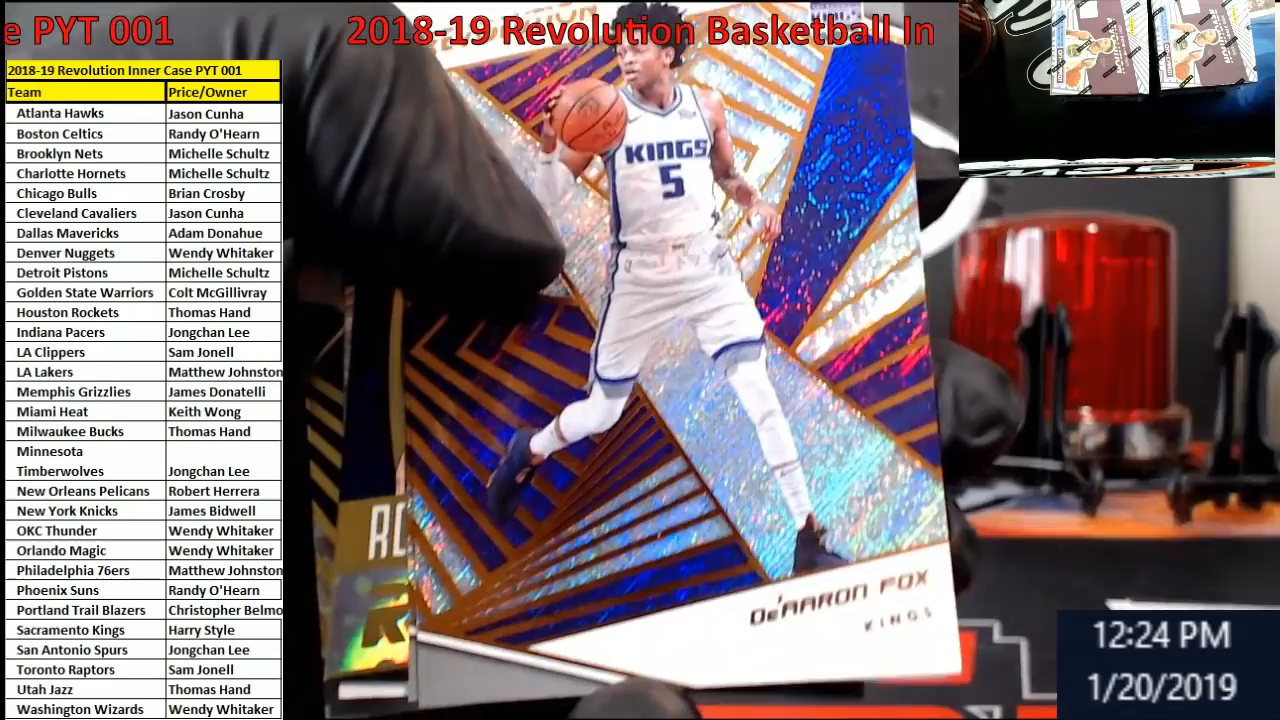 e PYT 001 2018-19 Revolution Basketball In
2018-19 Revolution Inner Case PYT 001
Team Price/Owner
Atlanta Hawks Jason Cunha
Boston Celtics Randy O'Hearn
Brooklyn Nets Michelle Schultz
Charlotte Hornets Michelle Schultz
Chicago Bulls Brian Crosby
Cleveland Cavaliers Jason Cunha
Dallas Mavericks Adam Donahue
Denver Nuggets Wendy Whitaker
Detroit Pistons Michelle Schultz
Golden State Warriors Colt McGillivray
Houston Rockets Thomas Hand
Indiana Pacers Jongchan Lee
LA Clippers Sam Jonell
LA Lakers Matthew Johnston
Memphis Grizzlies James Donatelli
Miami Heat Keith Wong
Milwaukee Bucks Thomas Hand
Minnesota
Timberwolves Jongchan Lee
New Orleans Pelicans Robert Herrera
New York Knicks James Bidwell
OKC Thunder Wendy Whitaker
Orlando Magic Wendy Whitaker
Philadelphia 76ers Matthew Johnston
Phoenix Suns Randy O'Hearn
Portland Trail Blazers Christopher Belmo
Sacramento Kings Harry Style
San Antonio Spurs Jongchan Lee
Toronto Raptors Sam Jonell
Utah Jazz Thomas Hand
Washington Wizards Wendy Whitaker
KINGS
5
RO
R
De'AARON FOX
KINGS
12:24 PM
1/20/2019